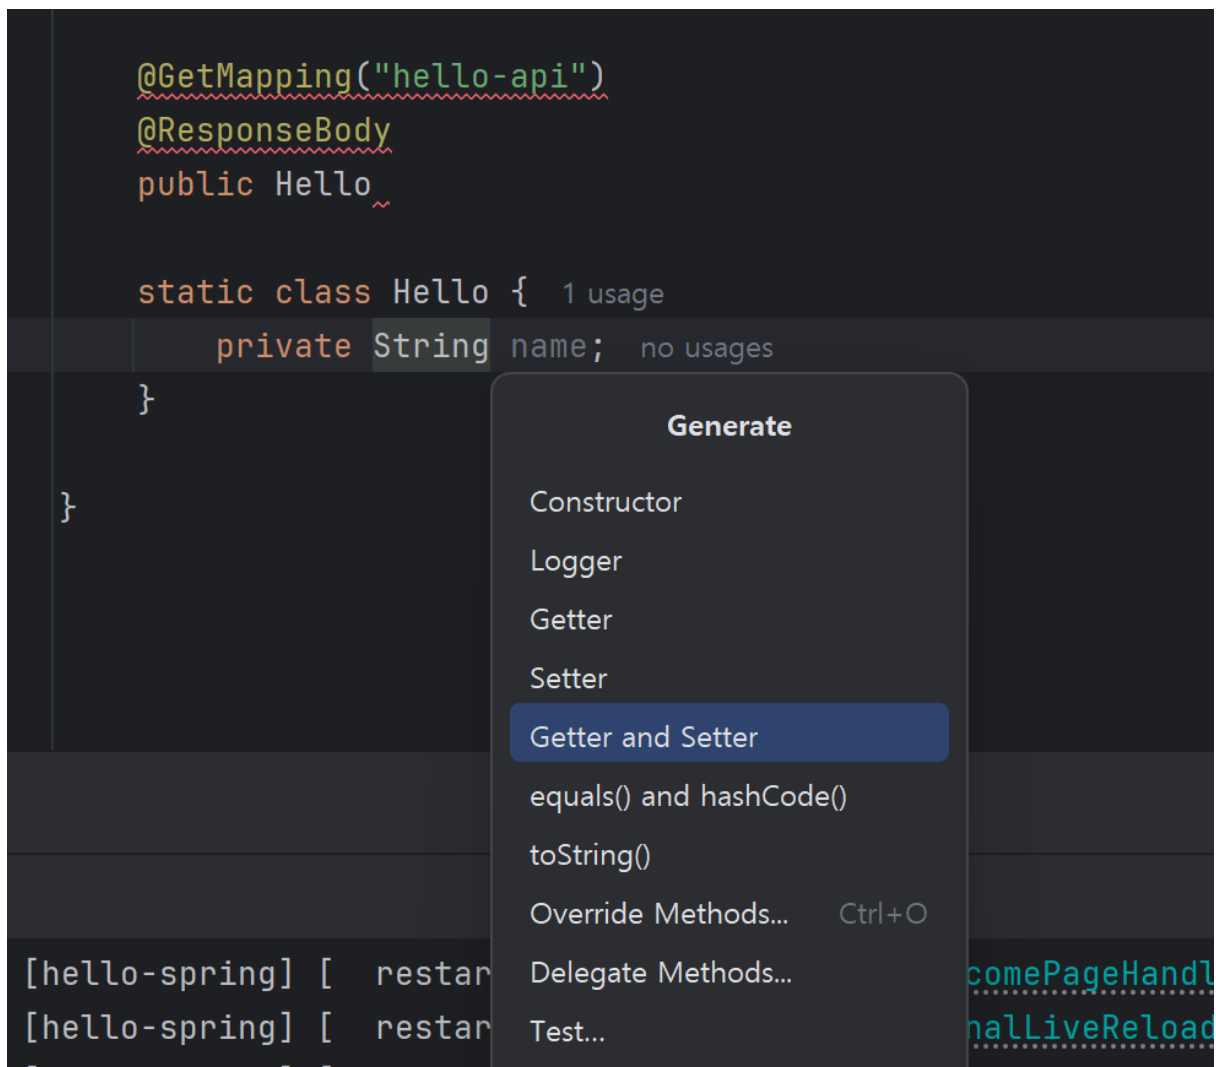 @GetMapping("hello-api")
@ResponseBody
public Hello
static class Hello { 1 usage
private String name; no usages
}
}
Generate
Constructor
Logger
Getter
Setter
Getter and Setter
equals() and hashCode()
toString()
Override Methods... Ctrl+O
Delegate Methods...
Test...
[hello-spring] [ restar comePageHandl
[hello-spring] [ restar nalLiveReload